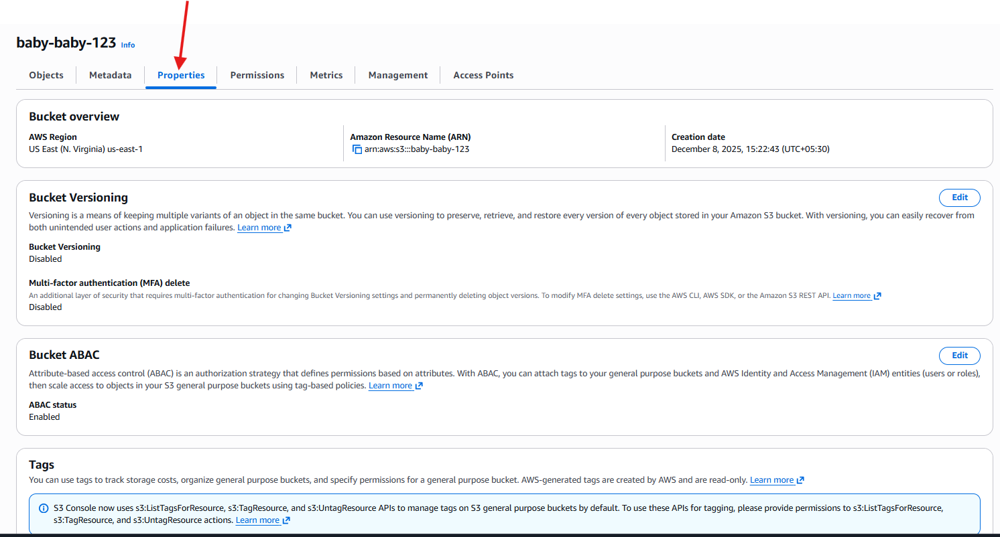 baby-baby-123 Info
Objects Metadata Properties Permissions Metrics Management Access Points
Bucket overview
AWS Region
US East (N. Virginia) us-east-1
Amazon Resource Name (ARN)
arn:aws:s3:::baby-baby-123
Creation date
December 8, 2025, 15:22:43 (UTC+05:30)
Bucket Versioning
Edit
Versioning is a means of keeping multiple variants of an object in the same bucket. You can use versioning to preserve, retrieve, and restore every version of every object stored in your Amazon S3 bucket. With versioning, you can easily recover from
both unintended user actions and application failures. Learn more
Bucket Versioning
Disabled
Multi-factor authentication (MFA) delete
An additional layer of security that requires multi-factor authentication for changing Bucket Versioning settings and permanently deleting object versions. To modify MFA delete settings, use the AWS CLI, AWS SDK, or the Amazon S3 REST API. Learn more
Disabled
Bucket ABAC
Edit
Attribute-based access control (ABAC) is an authorization strategy that defines permissions based on attributes. With ABAC, you can attach tags to your general purpose buckets and AWS Identity and Access Management (IAM) entities (users or roles),
then scale access to objects in your S3 general purpose buckets using tag-based policies. Learn more
ABAC status
Enabled
Tags
You can use tags to track storage costs, organize general purpose buckets, and specify permissions for a general purpose bucket. AWS-generated tags are created by AWS and are read-only. Learn more
S3 Console now uses s3:ListTagsForResource, s3:TagResource, and s3:UntagResource APIs to manage tags on S3 general purpose buckets by default. To use these APIs for tagging, please provide permissions to s3:ListTagsForResource,
s3:TagResource, and s3:UntagResource actions. Learn more